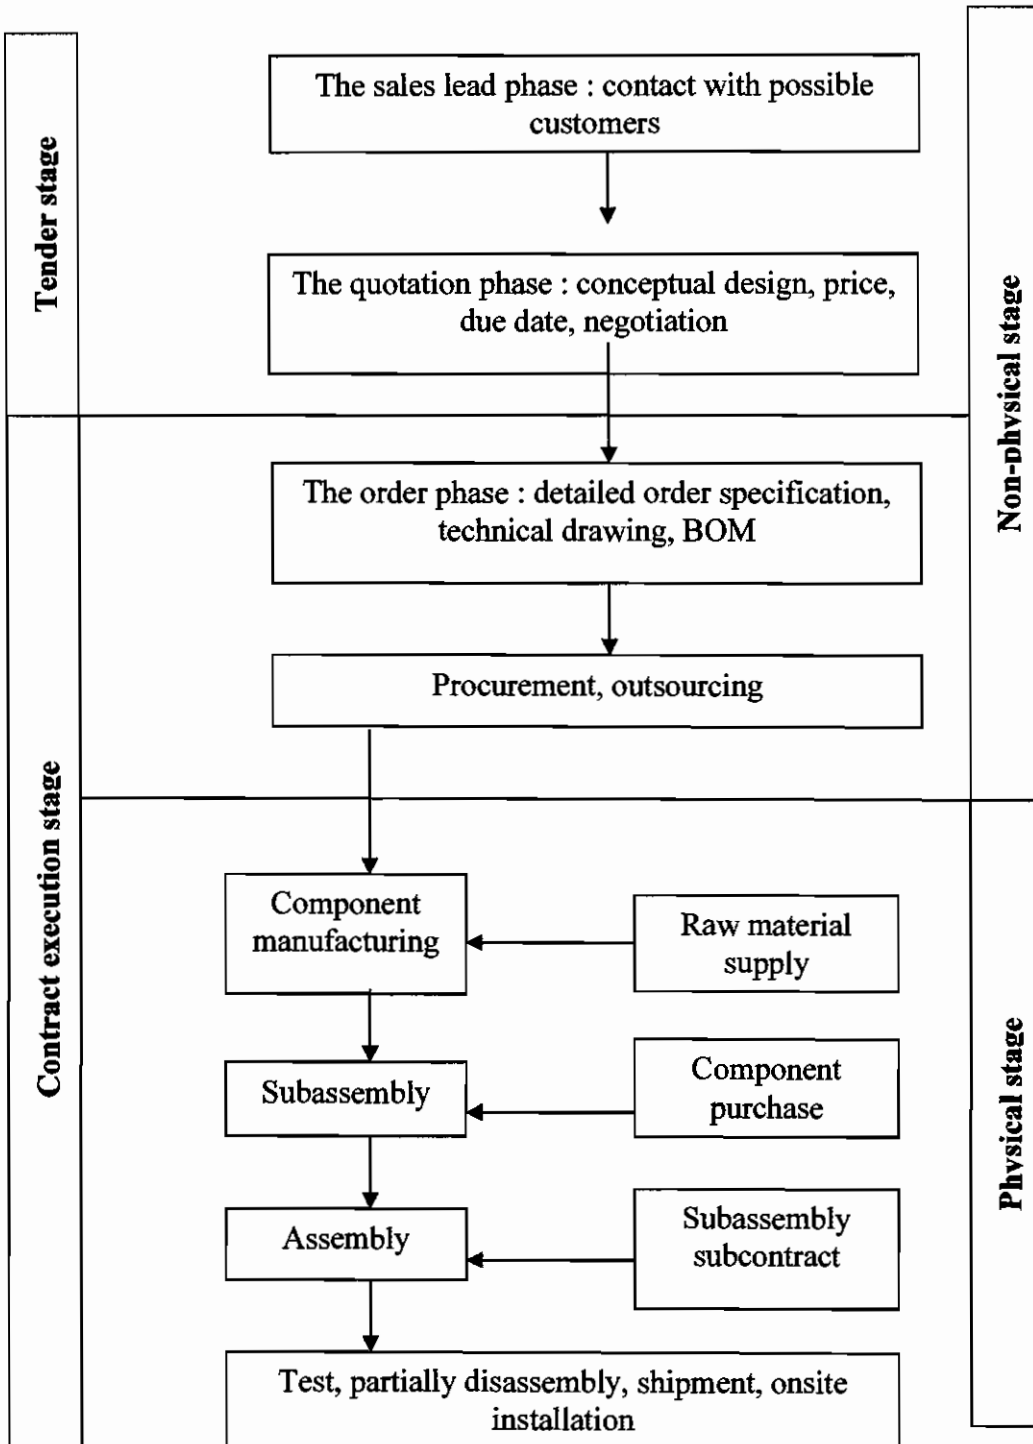 The sales lead phase : contact with possible
customers
Tender stage
The quotation phase : conceptual design, price,
due date, negotiation
Non-physical stage
The order phase : detailed order specification,
technical drawing, BOM
Procurement, outsourcing
Contract execution stage
Component
manufacturing
Raw material
supply
Subassembly
Component
purchase
Physical stage
Assembly
Subassembly
subcontract
Test, partially disassembly, shipment, onsite
installation